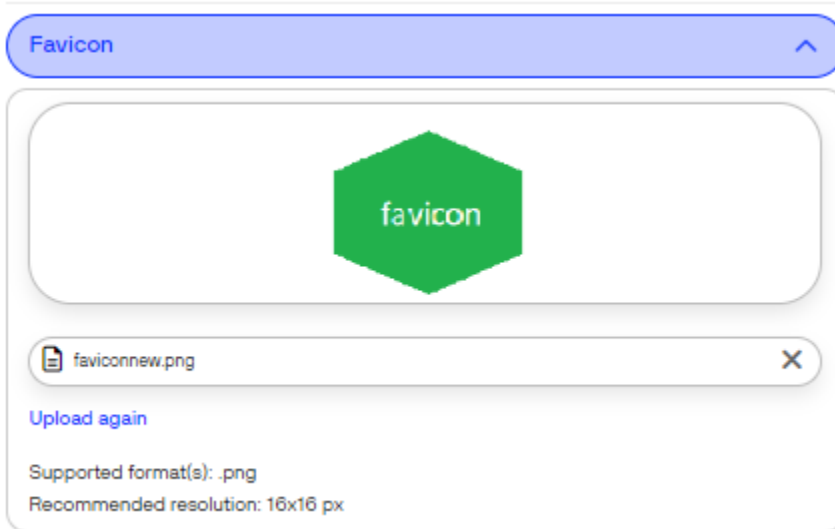 Favicon
favicon
faviconnew.png
Upload again
Supported format(s): .png
Recommended resolution: 16x16 px